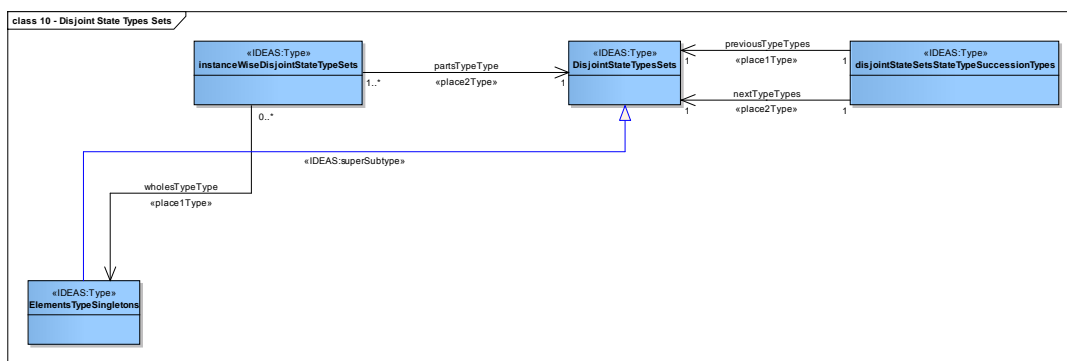 class 10 - Disjoint State Types Sets
«IDEAS:Type»
instanceWiseDisjointStateTypeSets
partsTypeType
1..*
«place2Type»
1
«IDEAS:Type»
DisjointStateTypesSets
previousTypeTypes
1
«place1Type»
1
nextTypeTypes
1
«place2Type»
1
«IDEAS:Type»
disjointStateSetsStateTypeSuccessionTypes
0..*
«IDEAS:superSubtype»
wholesTypeType
«place1Type»
«IDEAS:Type»
ElementsTypeSingletons